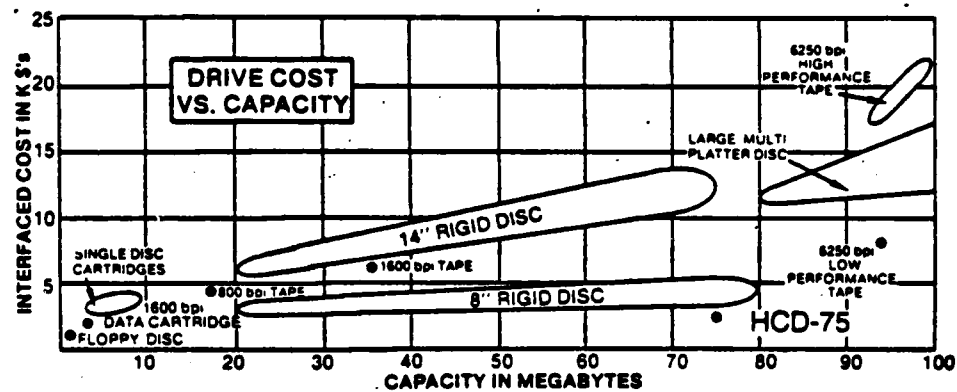 25
20
15
10
5
INTERFACED COST IN K $'s
DRIVE COST
VS. CAPACITY
6250 bpi
HIGH
PERFORMANCE
TAPE
LARGE MULTI
PLATTER DISC
14" RIGID DISC
1600 bpi TAPE
SINGLE DISC
CARTRIDGES
800 bpi TAPE
8" RIGID DISC
6250 bpi
LOW
PERFORMANCE
TAPE
1600 bpi
DATA CARTRIDGE
FLOPPY DISC
HCD-75
10 20 30 40 50 60 70 80 90 100
CAPACITY IN MEGABYTES